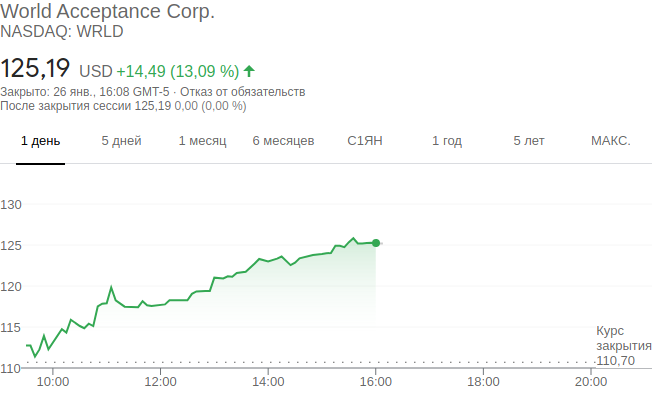 World Acceptance Corp.
NASDAQ: WRLD
125,19 USD +14,49 (13,09 %)
Закрыто: 26 янв., 16:08 GMT-5 · Отказ от обязательств
После закрытия сессии 125,19 0,00 (0,00 %)
1 день 5 дней 1 месяц 6 месяцев С1ЯН 1 год 5 лет МАКС.
130
125
120
115
Курс
закрытия
110,70
110
10:00 12:00 14:00 16:00 18:00 20:00